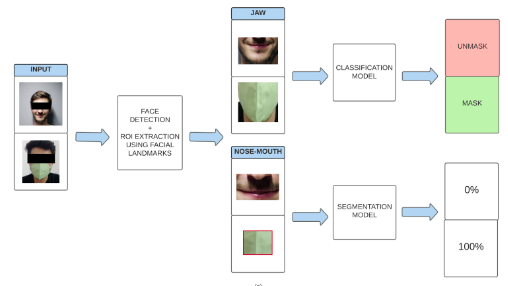 JAW
INPUT
FACE
DETECTION
+
ROI EXTRACTION
USING FACIAL
LANDMARKS
CLASSIFICATION
MODEL
UNMASK
MASK
NOSE-MOUTH
SEGMENTATION
MODEL
0%
100%